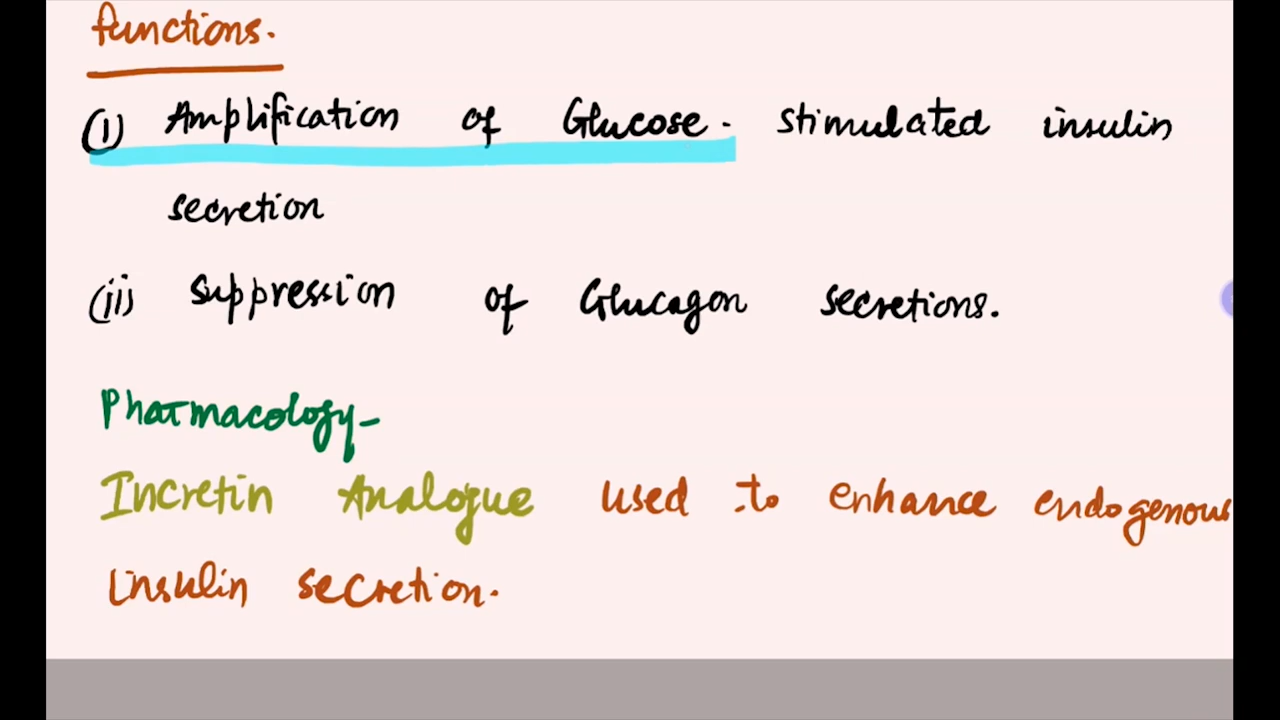 functions.
(i) Amplification of Glucose - stimulated insulin
secretion
(ii) Suppression of Glucagon secretions.
Pharmacology -
Incretin Analogue used to enhance endogenous
insulin secretion.